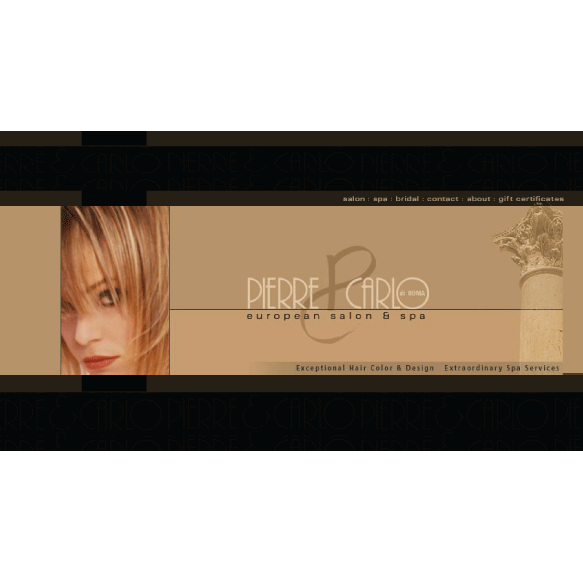 salon : spa : bridal : contact : about : gift certificates
PIERRE & CARLO di ROMA
european salon & spa
Exceptional Hair Color & Design Extraordinary Spa Services